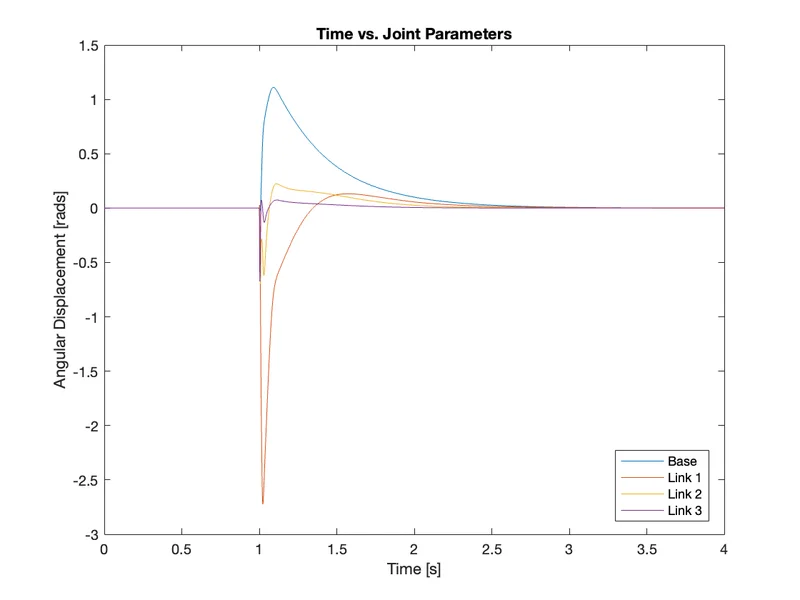 Time vs. Joint Parameters
1.5
1
0.5
0
-0.5
-1
-1.5
-2
-2.5
-3
Angular Displacement [rads]
0 0.5 1 1.5 2 2.5 3 3.5 4
Time [s]
Base
Link 1
Link 2
Link 3